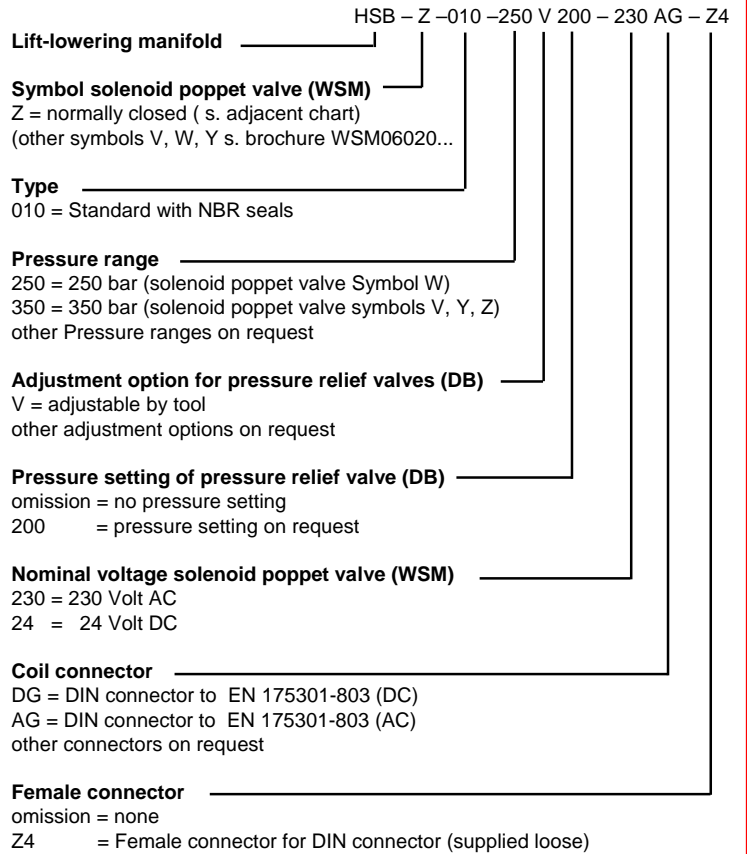 HSB – Z –010 –250 V 200 – 230 AG – Z4
Lift-lowering manifold
Symbol solenoid poppet valve (WSM)
Z = normally closed ( s. adjacent chart)
(other symbols V, W, Y s. brochure WSM06020...
Type
010 = Standard with NBR seals
Pressure range
250 = 250 bar (solenoid poppet valve Symbol W)
350 = 350 bar (solenoid poppet valve symbols V, Y, Z)
other Pressure ranges on request
Adjustment option for pressure relief valves (DB)
V = adjustable by tool
other adjustment options on request
Pressure setting of pressure relief valve (DB)
omission = no pressure setting
200 = pressure setting on request
Nominal voltage solenoid poppet valve (WSM)
230 = 230 Volt AC
24 = 24 Volt DC
Coil connector
DG = DIN connector to EN 175301-803 (DC)
AG = DIN connector to EN 175301-803 (AC)
other connectors on request
Female connector
omission = none
Z4 = Female connector for DIN connector (supplied loose)